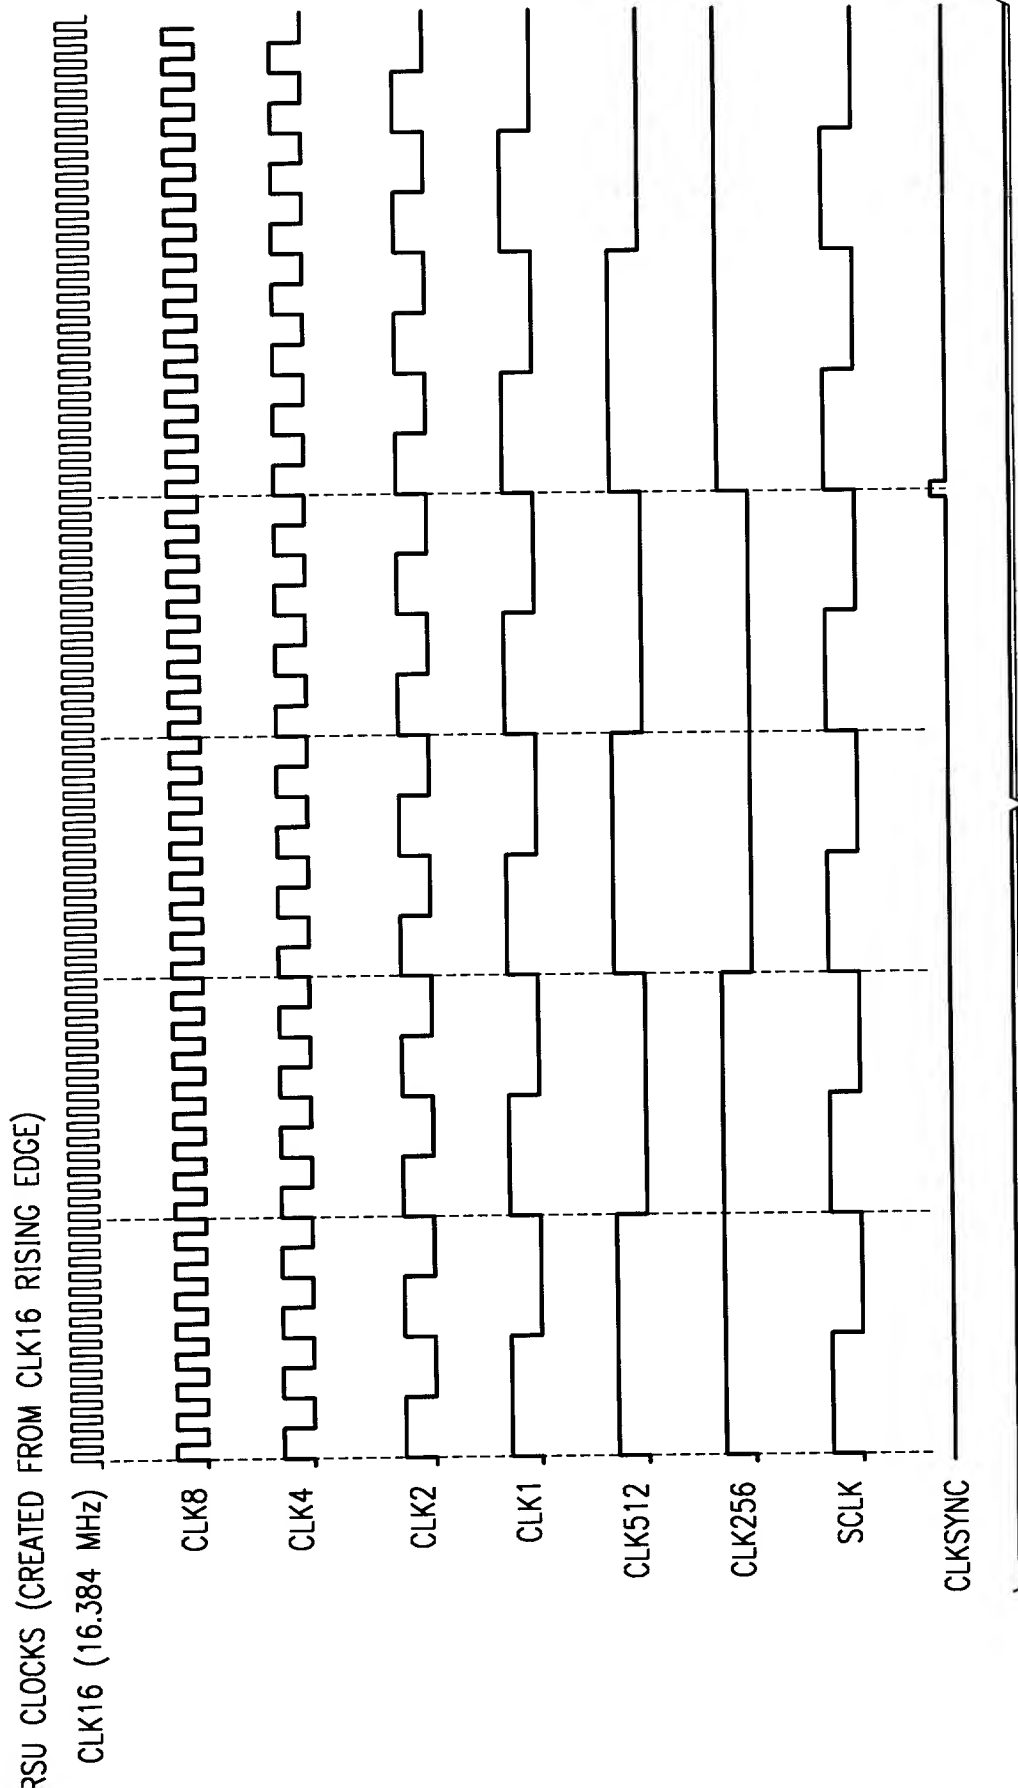 RSU CLOCKS (CREATED FROM CLK16 RISING EDGE)
CLK16 (16.384 MHz)
CLK8
CLK4
CLK2
CLK1
CLK512
CLK256
SCLK
CLKSYNC